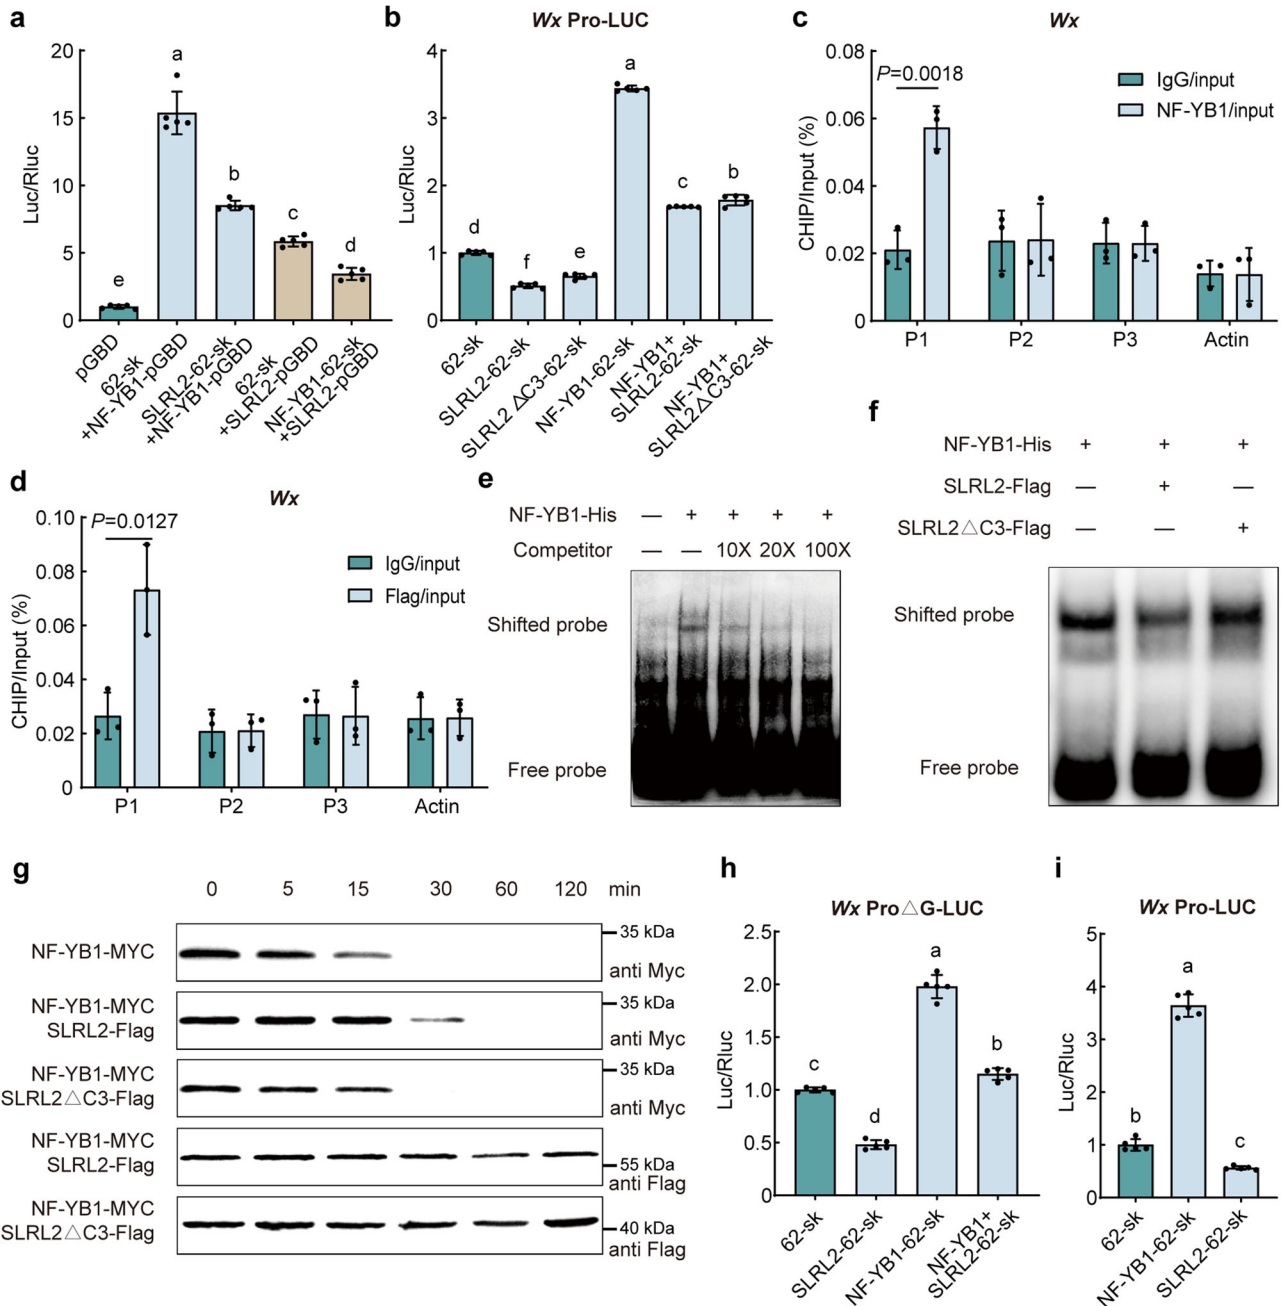 a
20
15
10
5
0
Luc/Rluc
a
b
c
d
e
pGBD
62-sk
+NF-YB1-pGBD
SLRL2-62-sk
+NF-YB1-pGBD
62-sk
+SLRL2-pGBD
NF-YB1-62-sk
+SLRL2-pGBD
b
Wx Pro-LUC
4
3
2
1
0
Luc/Rluc
d
f
e
a
c
b
62-sk
SLRL2-62-sk
SLRL2 ΔC3-62-sk
NF-YB1-62-sk
NF-YB1+
SLRL2-62-sk
NF-YB1+
SLRL2△C3-62-sk
c
Wx
0.08
0.06
0.04
0.02
0
CHIP/Input (%)
P=0.0018
IgG/input
NF-YB1/input
P1 P2 P3 Actin
d
Wx
0.10
0.08
0.06
0.04
0.02
0
CHIP/Input (%)
P=0.0127
IgG/input
Flag/input
P1 P2 P3 Actin
e
NF-YB1-His — + + + +
Competitor — — 10X 20X 100X
Shifted probe
Free probe
f
NF-YB1-His + + +
SLRL2-Flag — + —
SLRL2△C3-Flag — — +
Shifted probe
Free probe
g
0 5 15 30 60 120 min
NF-YB1-MYC
35 kDa
anti Myc
NF-YB1-MYC
SLRL2-Flag
35 kDa
anti Myc
NF-YB1-MYC
SLRL2△C3-Flag
35 kDa
anti Myc
NF-YB1-MYC
SLRL2-Flag
55 kDa
anti Flag
NF-YB1-MYC
SLRL2△C3-Flag
40 kDa
anti Flag
h
Wx Pro△G-LUC
2.5
2.0
1.5
1.0
0.5
0
Luc/Rluc
c
d
a
b
62-sk
SLRL2-62-sk
NF-YB1-62-sk
NF-YB1+
SLRL2-62-sk
i
Wx Pro-LUC
5
4
3
2
1
0
Luc/Rluc
b
a
c
62-sk
NF-YB1-62-sk
SLRL2-62-sk